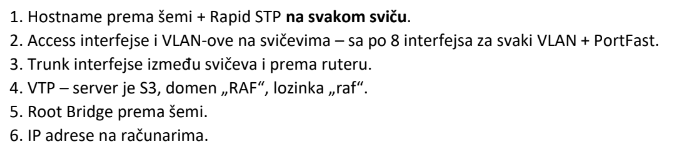 1. Hostname prema šemi + Rapid STP na svakom sviču.
2. Access interfejse i VLAN-ove na svičevima – sa po 8 interfejsa za svaki VLAN + PortFast.
3. Trunk interfejse između svičeva i prema ruteru.
4. VTP – server je S3, domen „RAF“, lozinka „raf“.
5. Root Bridge prema šemi.
6. IP adrese na računarima.